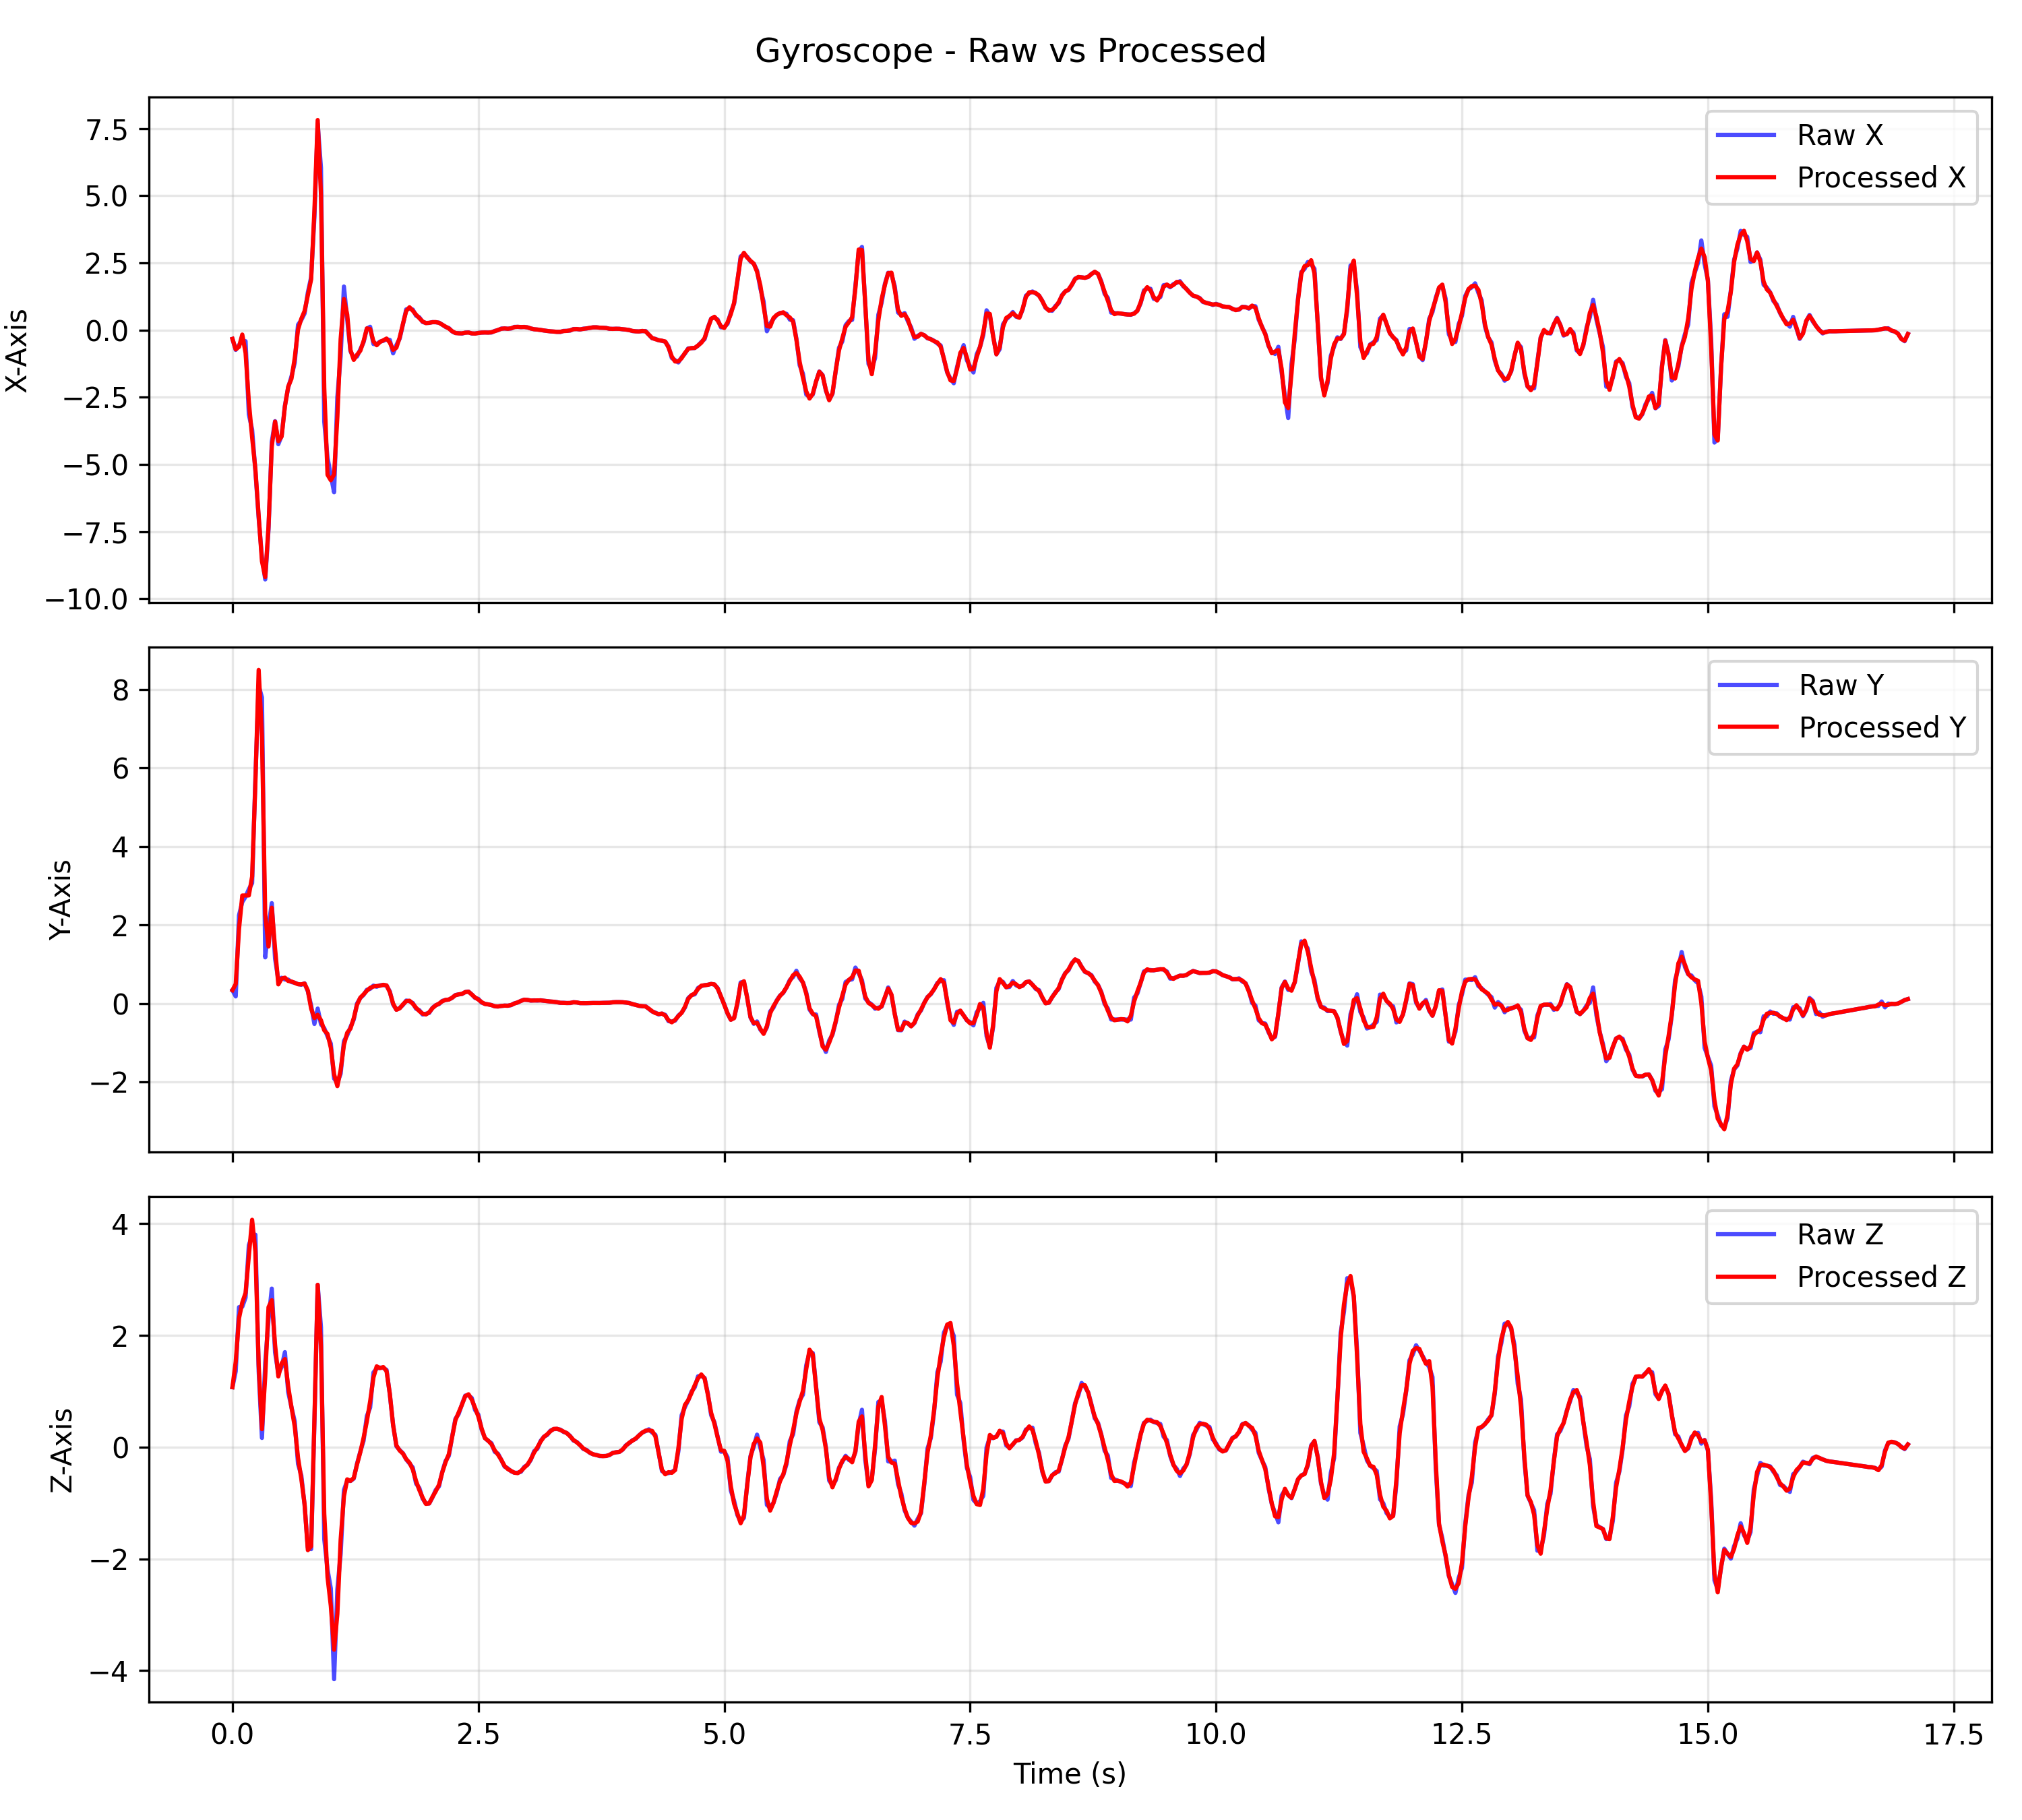 Gyroscope - Raw vs Processed
X-Axis
7.5
5.0
2.5
0.0
−2.5
−5.0
−7.5
−10.0
Raw X
Processed X
Y-Axis
8
6
4
2
0
−2
Raw Y
Processed Y
Z-Axis
4
2
0
−2
−4
Raw Z
Processed Z
0.0 2.5 5.0 7.5 10.0 12.5 15.0 17.5
Time (s)